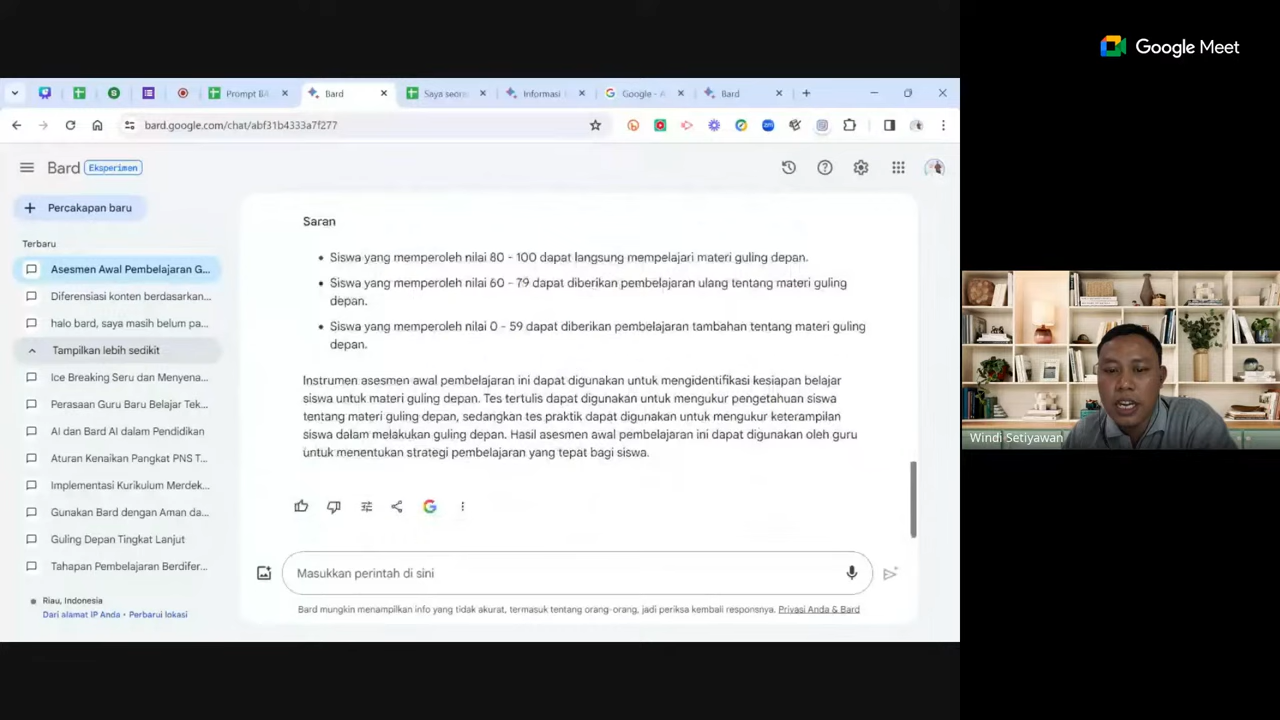 Google Meet
Prompt BA
Bard
Saya seor
Informasi
Google - A
Bard
bard.google.com/chat/abf31b4333a7f277
Bard Eksperimen
Percakapan baru
Terbaru
Asesmen Awal Pembelajaran G...
Diferensiasi konten berdasarkan...
halo bard, saya masih belum pa...
Tampilkan lebih sedikit
Ice Breaking Seru dan Menyena...
Perasaan Guru Baru Belajar Tek...
AI dan Bard AI dalam Pendidikan
Aturan Kenaikan Pangkat PNS T...
Implementasi Kurikulum Merdek...
Gunakan Bard dengan Aman da...
Guling Depan Tingkat Lanjut
Tahapan Pembelajaran Berdifer...
Riau, Indonesia
Dari alamat IP Anda • Perbarui lokasi
Saran
• Siswa yang memperoleh nilai 80 - 100 dapat langsung mempelajari materi guling depan.
• Siswa yang memperoleh nilai 60 - 79 dapat diberikan pembelajaran ulang tentang materi guling
depan.
• Siswa yang memperoleh nilai 0 - 59 dapat diberikan pembelajaran tambahan tentang materi guling
depan.
Instrumen asesmen awal pembelajaran ini dapat digunakan untuk mengidentifikasi kesiapan belajar
siswa untuk materi guling depan. Tes tertulis dapat digunakan untuk mengukur pengetahuan siswa
tentang materi guling depan, sedangkan tes praktik dapat digunakan untuk mengukur keterampilan
siswa dalam melakukan guling depan. Hasil asesmen awal pembelajaran ini dapat digunakan oleh guru
untuk menentukan strategi pembelajaran yang tepat bagi siswa.
Masukkan perintah di sini
Bard mungkin menampilkan info yang tidak akurat, termasuk tentang orang-orang, jadi periksa kembali responsnya. Privasi Anda & Bard
Windi Setiyawan